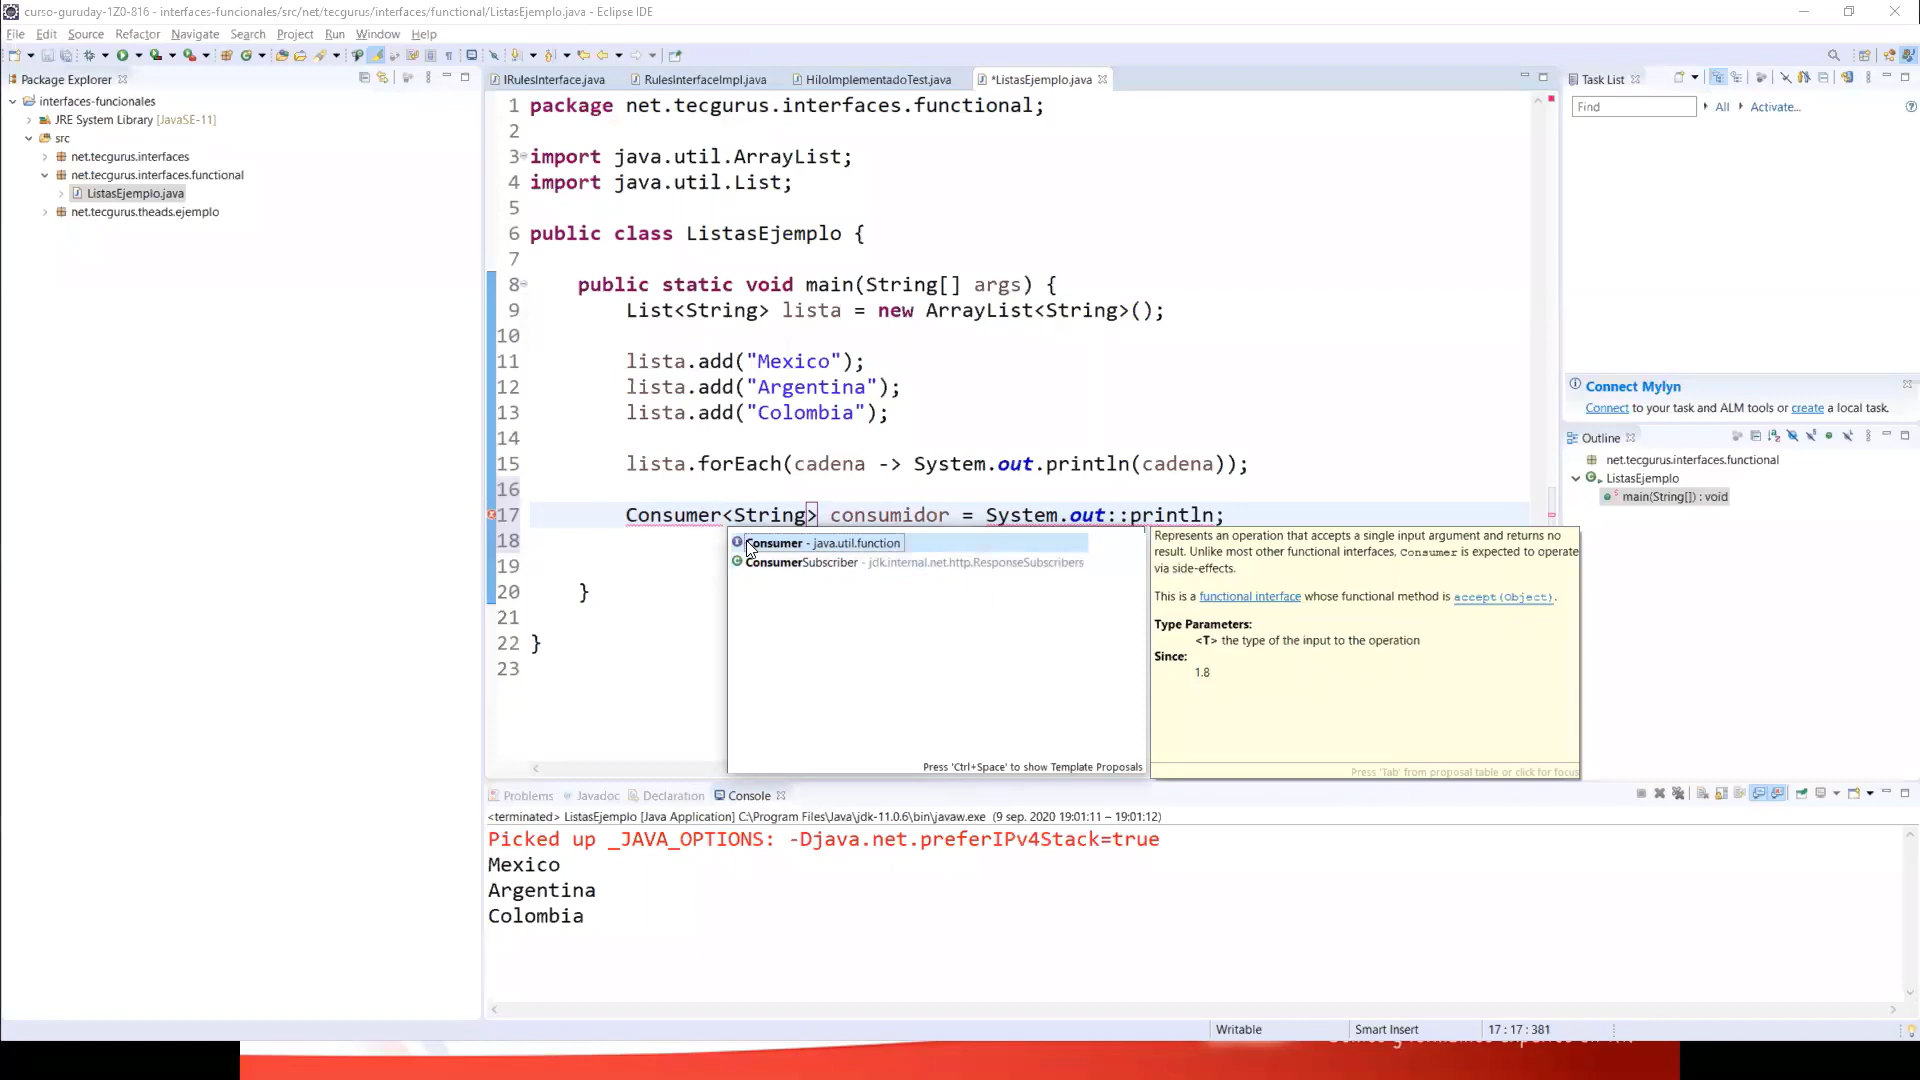 curso-guruday-1Z0-816 - interfaces-funcionales/src/net/tecgurus/interfaces/functional/ListasEjemplo.java - Eclipse IDE
File Edit Source Refactor Navigate Search Project Run Window Help
Package Explorer
interfaces-funcionales
JRE System Library [JavaSE-11]
src
net.tecgurus.interfaces
net.tecgurus.interfaces.functional
ListasEjemplo.java
net.tecgurus.theads.ejemplo
IRulesInterface.java RulesInterfaceImpl.java HiloImplementadoTest.java *ListasEjemplo.java
1 package net.tecgurus.interfaces.functional;
2
3 import java.util.ArrayList;
4 import java.util.List;
5
6 public class ListasEjemplo {
7
8 public static void main(String[] args) {
9 List<String> lista = new ArrayList<String>();
10
11 lista.add("Mexico");
12 lista.add("Argentina");
13 lista.add("Colombia");
14
15 lista.forEach(cadena -> System.out.println(cadena));
16
17 Consumer<String> consumidor = System.out::println;
18
19
20 }
21
22 }
23
Consumer - java.util.function
ConsumerSubscriber - jdk.internal.net.http.ResponseSubscribers
Press 'Ctrl+Space' to show Template Proposals
Represents an operation that accepts a single input argument and returns no
result. Unlike most other functional interfaces, Consumer is expected to operate
via side-effects.
This is a functional interface whose functional method is accept(Object).
Type Parameters:
<T> the type of the input to the operation
Since:
1.8
Press 'Tab' from proposal table or click for focus
Task List
Find All Activate...
Connect Mylyn
Connect to your task and ALM tools or create a local task.
Outline
net.tecgurus.interfaces.functional
ListasEjemplo
main(String[]) : void
Problems Javadoc Declaration Console
<terminated> ListasEjemplo [Java Application] C:\Program Files\Java\jdk-11.0.6\bin\javaw.exe (9 sep. 2020 19:01:11 – 19:01:12)
Picked up _JAVA_OPTIONS: -Djava.net.preferIPv4Stack=true
Mexico
Argentina
Colombia
Writable Smart Insert 17 : 17 : 381